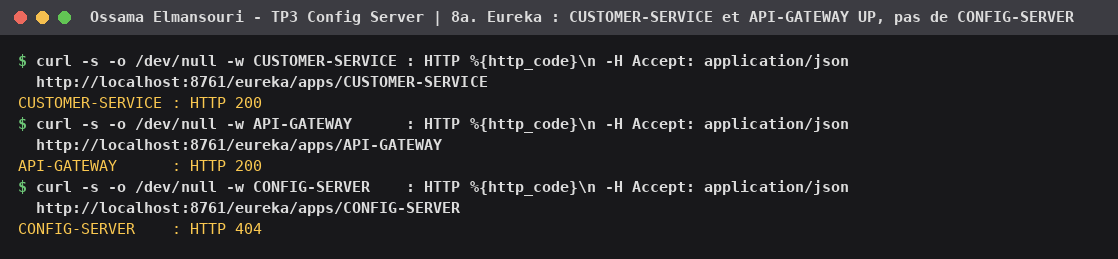 Ossama Elmansouri - TP3 Config Server | 8a. Eureka : CUSTOMER-SERVICE et API-GATEWAY UP, pas de CONFIG-SERVER
$ curl -s -o /dev/null -w CUSTOMER-SERVICE : HTTP %{http_code}\n -H Accept: application/json
http://localhost:8761/eureka/apps/CUSTOMER-SERVICE
CUSTOMER-SERVICE : HTTP 200
$ curl -s -o /dev/null -w API-GATEWAY      : HTTP %{http_code}\n -H Accept: application/json
http://localhost:8761/eureka/apps/API-GATEWAY
API-GATEWAY      : HTTP 200
$ curl -s -o /dev/null -w CONFIG-SERVER    : HTTP %{http_code}\n -H Accept: application/json
http://localhost:8761/eureka/apps/CONFIG-SERVER
CONFIG-SERVER    : HTTP 404